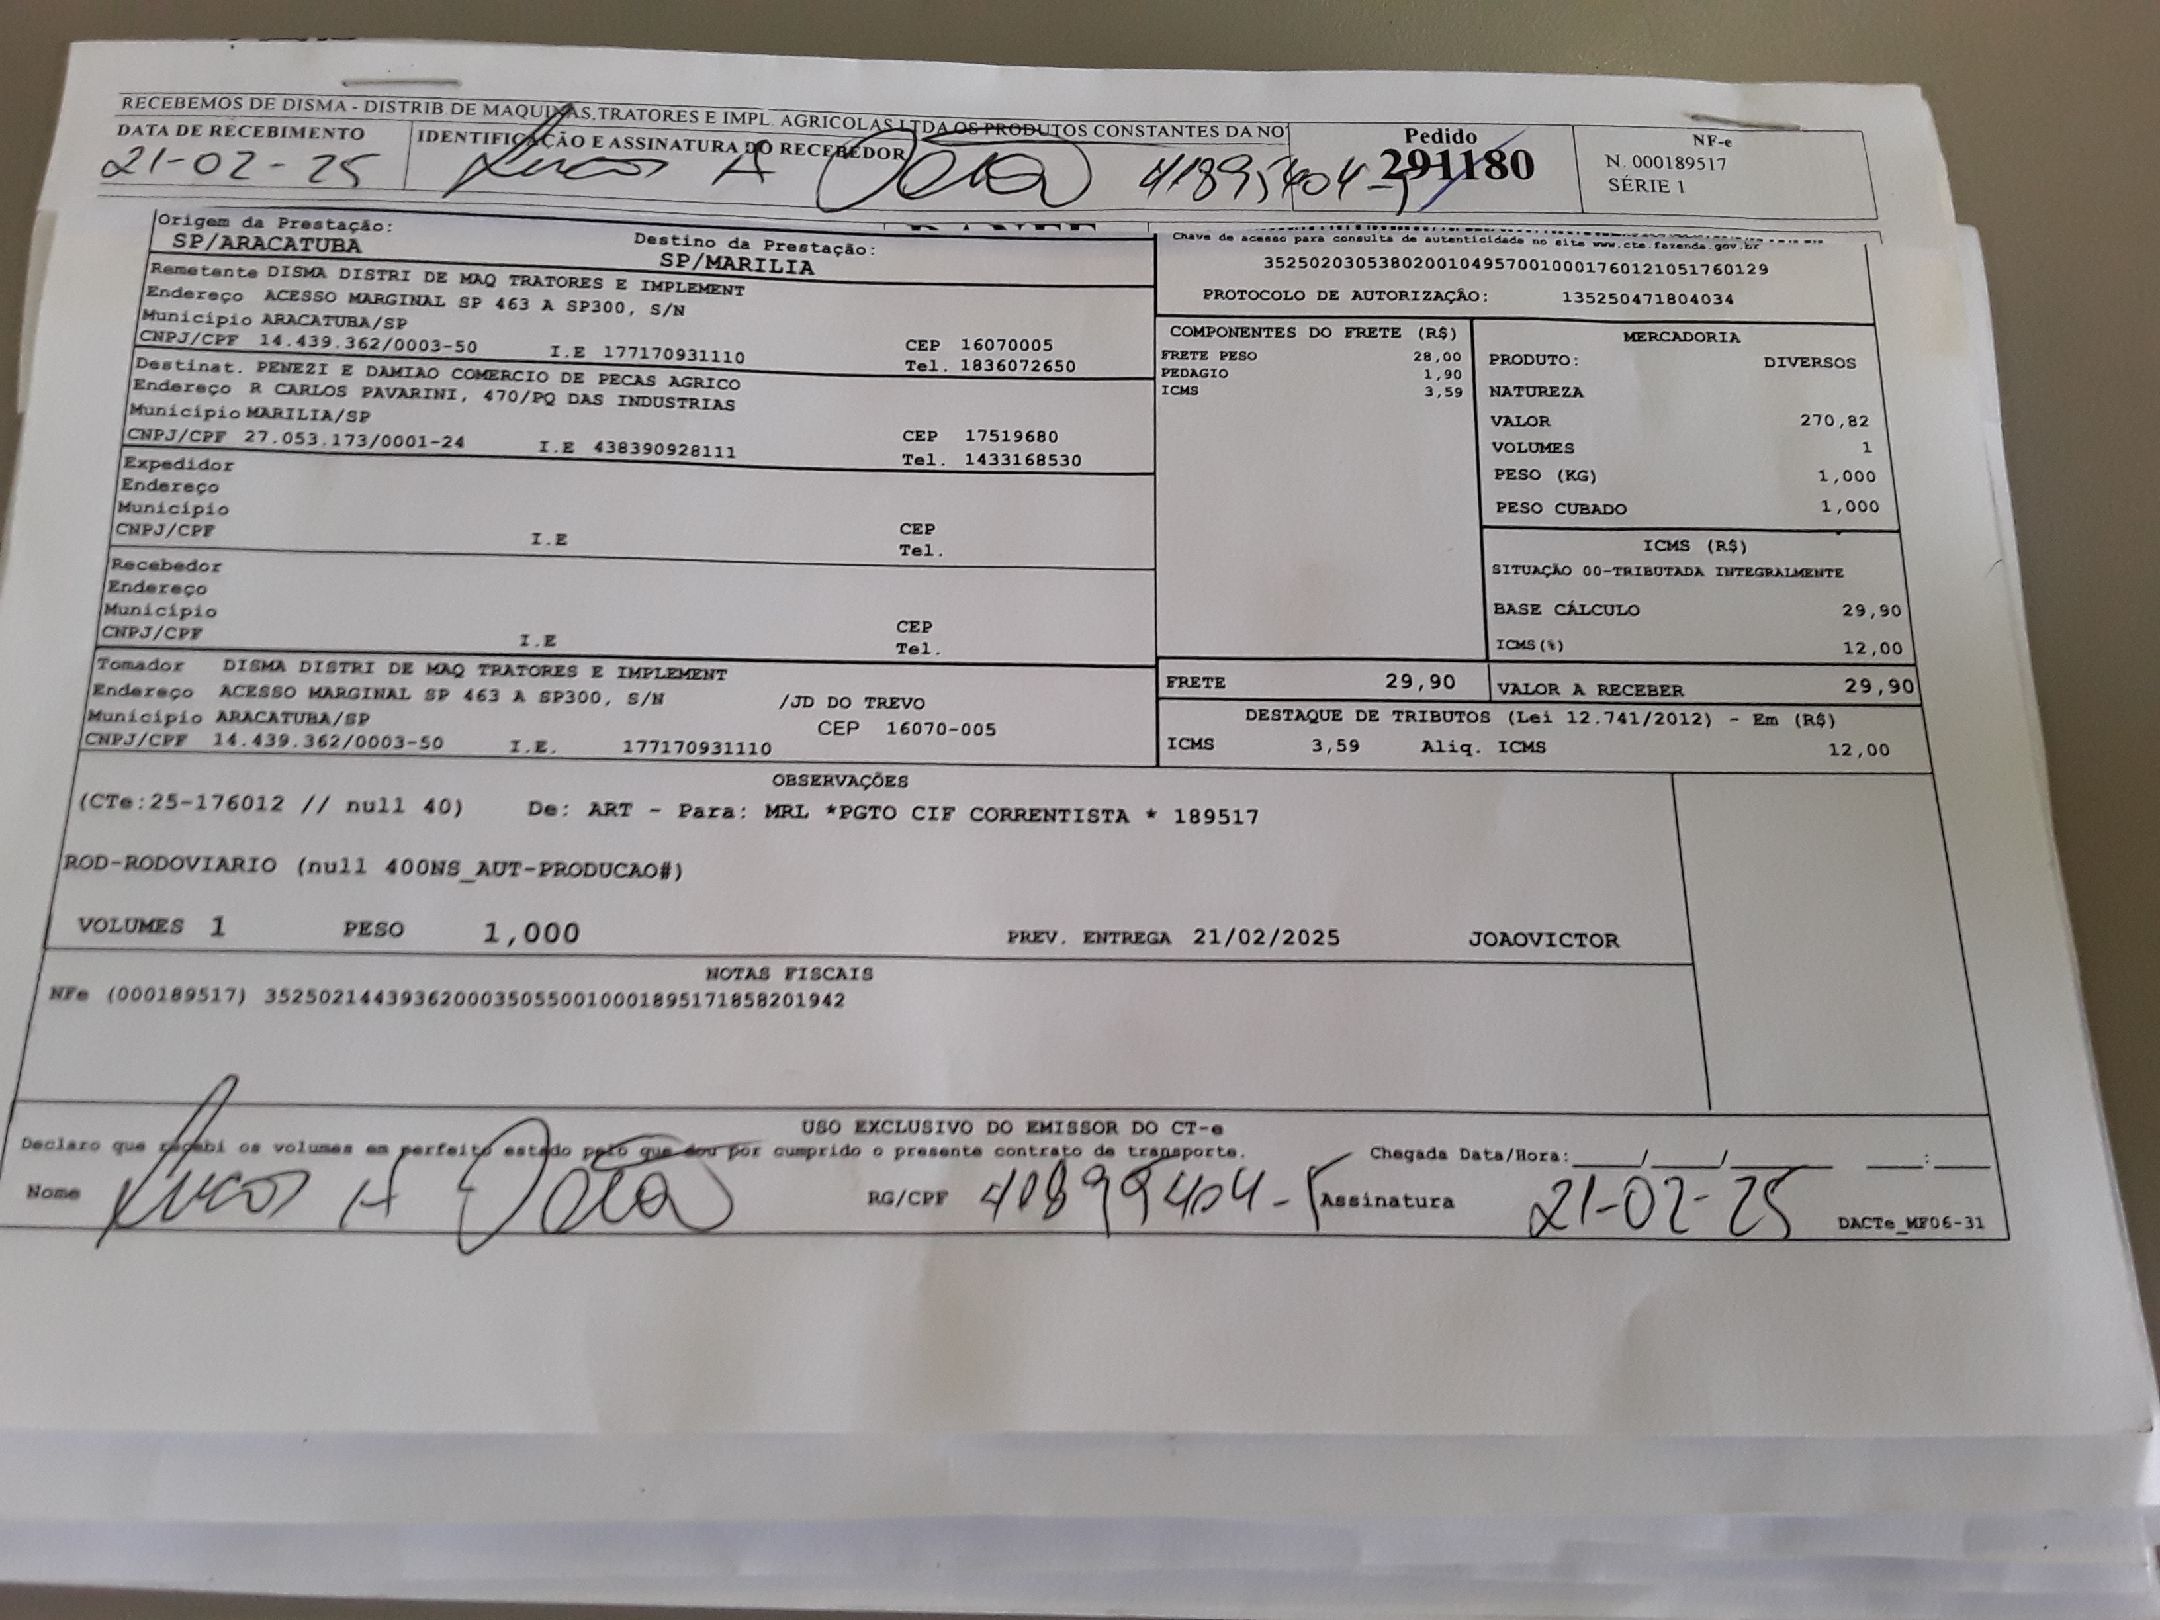 RECEBEMOS DE DISMA - DISTRIB DE MAQUINAS,TRATORES E IMPL. AGRICOLAS LTDA OS PRODUTOS CONSTANTES DA NO
DATA DE RECEBIMENTO
21-02-25
IDENTIFICAÇÃO E ASSINATURA DO RECEBEDOR
Lucas A
Pedido
291180
NF-e
N. 000189517
SÉRIE 1
Origem da Prestação:
SP/ARACATUBA
Destino da Prestação:
SP/MARILIA
Remetente DISMA DISTRI DE MAQ TRATORES E IMPLEMENT
Endereço ACESSO MARGINAL SP 463 A SP300, S/N
Município ARACATUBA/SP
CEP 16070005
CNPJ/CPF 14.439.362/0003-50 I.E 177170931110
Tel. 1836072650
Destinat. PENEZI E DAMIAO COMERCIO DE PECAS AGRICO
Endereço R CARLOS PAVARINI, 470/PQ DAS INDUSTRIAS
Município MARILIA/SP
CEP 17519680
CNPJ/CPF 27.053.173/0001-24 I.E 438390928111
Tel. 1433168530
Expedidor
Endereço
Município
CEP
CNPJ/CPF I.E
Tel.
Recebedor
Endereço
Município
CEP
CNPJ/CPF I.E
Tel.
Tomador DISMA DISTRI DE MAQ TRATORES E IMPLEMENT
Endereço ACESSO MARGINAL SP 463 A SP300, S/N /JD DO TREVO
Município ARACATUBA/SP CEP 16070-005
CNPJ/CPF 14.439.362/0003-50 I.E. 177170931110
Chave de acesso para consulta de autenticidade no site www.cte.fazenda.gov.br
35250203053802001049570010001760121051760129
PROTOCOLO DE AUTORIZAÇÃO: 135250471804034
COMPONENTES DO FRETE (R$)
FRETE PESO 28,00
PEDAGIO 1,90
ICMS 3,59
MERCADORIA
PRODUTO: DIVERSOS
NATUREZA
VALOR 270,82
VOLUMES 1
PESO (KG) 1,000
PESO CUBADO 1,000
ICMS (R$)
SITUAÇÃO 00-TRIBUTADA INTEGRALMENTE
BASE CÁLCULO 29,90
ICMS(%) 12,00
FRETE 29,90
VALOR A RECEBER 29,90
DESTAQUE DE TRIBUTOS (Lei 12.741/2012) - Em (R$)
ICMS 3,59 Aliq. ICMS 12,00
OBSERVAÇÕES
(CTe:25-176012 // null 40) De: ART - Para: MRL *PGTO CIF CORRENTISTA * 189517
ROD-RODOVIARIO (null 400NS_AUT-PRODUCAO#)
VOLUMES 1 PESO 1,000 PREV. ENTREGA 21/02/2025 JOAOVICTOR
NOTAS FISCAIS
NFe (000189517) 35250214439362000350550010001895171858201942
USO EXCLUSIVO DO EMISSOR DO CT-e
Declaro que recebi os volumes em perfeito estado pelo que dou por cumprido o presente contrato de transporte.
Chegada Data/Hora:____/____/______ ___:____
Nome Lucas A
RG/CPF 40899404-5
Assinatura 21-02-25
DACTe_MF06-31